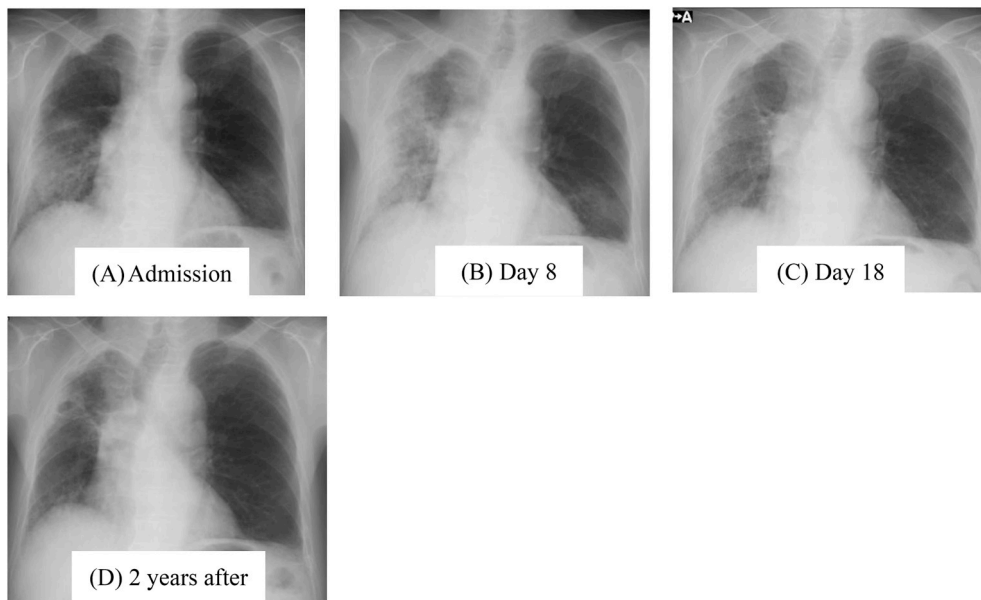 →A
(A) Admission
(B) Day 8
(C) Day 18
(D) 2 years after